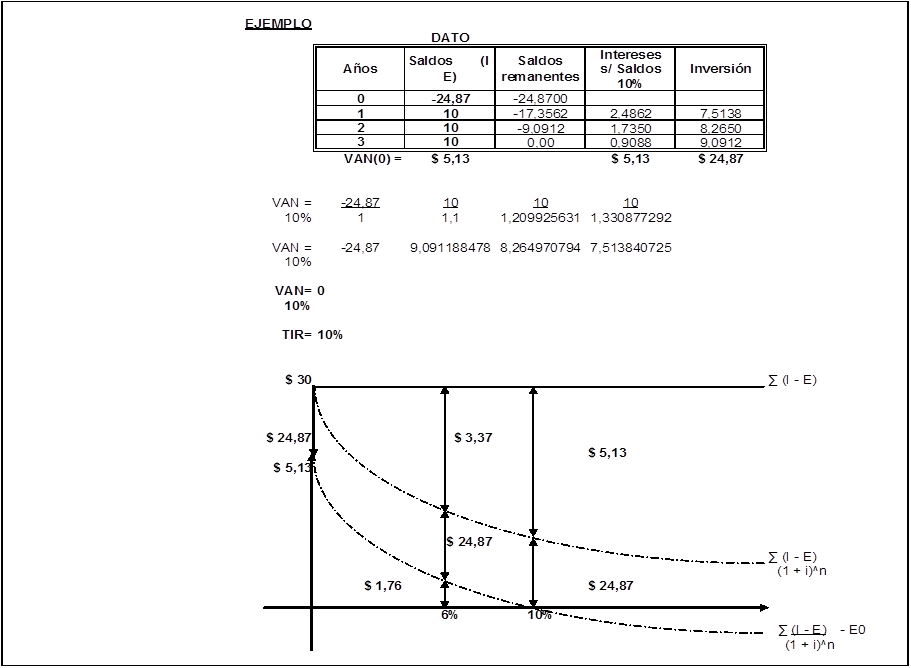 EJEMPLO
DATO
Años Saldos (I E) Saldos remanentes Intereses s/ Saldos 10% Inversión
0 -24,87 -24,8700
1 10 -17,3562 2,4862 7,5138
2 10 -9,0912 1,7350 8,2650
3 10 0,00 0,9088 9,0912
VAN(0) = $ 5,13 $ 5,13 $ 24,87
VAN = -24,87 10 10 10
10% 1 1,1 1,209925631 1,330877292
VAN = -24,87 9,091188478 8,264970794 7,513840725
10%
VAN= 0
10%
TIR= 10%
$ 30 ∑ (I - E)
$ 24,87 $ 3,37
$ 5,13
$ 5,13
$ 24,87
∑ (I - E)
(1 + i)^n
$ 1,76 $ 24,87
6% 10%
∑ (I - E) - E0
(1 + i)^n